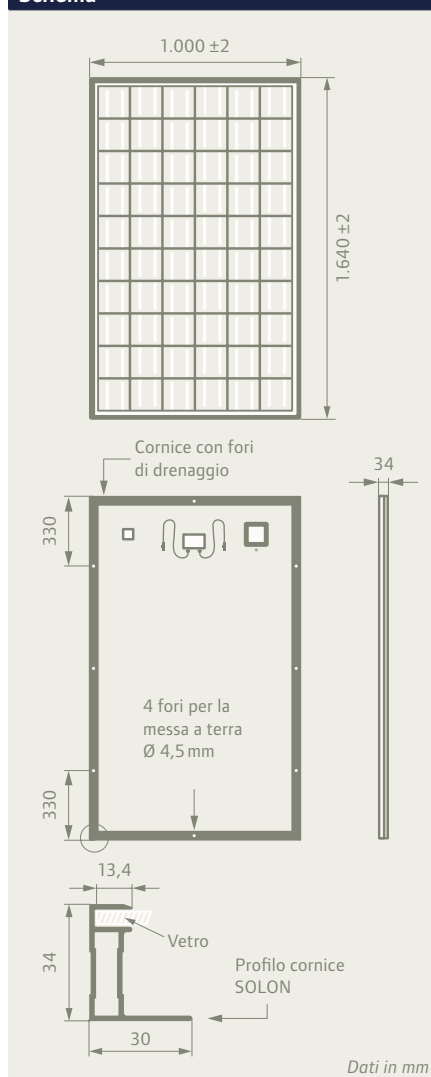 1.000 ±2
1.640 ±2
Cornice con fori
di drenaggio
34
330
4 fori per la
messa a terra
Ø 4,5 mm
330
13,4
Vetro
34
Profilo cornice
SOLON
30
Dati in mm